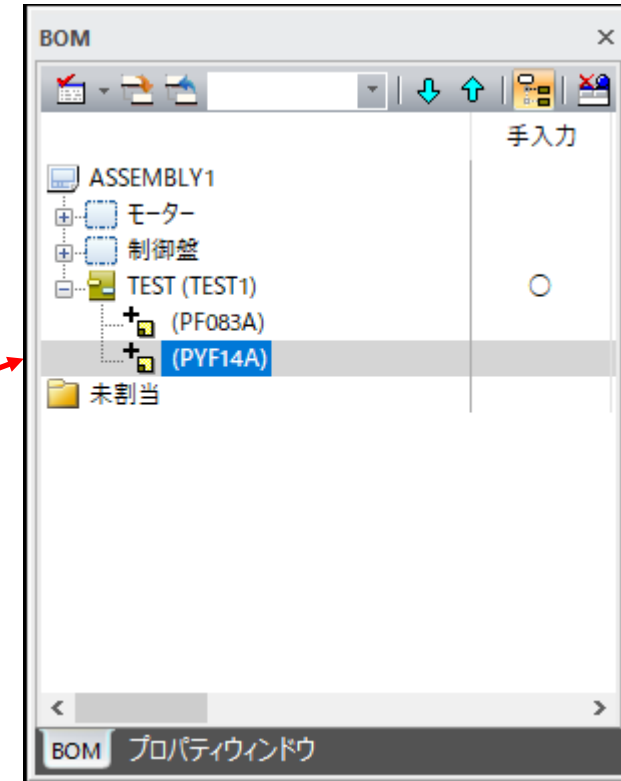 BOM
手入力
ASSEMBLY1
モーター
制御盤
TEST (TEST1)
○
(PF083A)
(PYF14A)
未割当
BOM プロパティウィンドウ